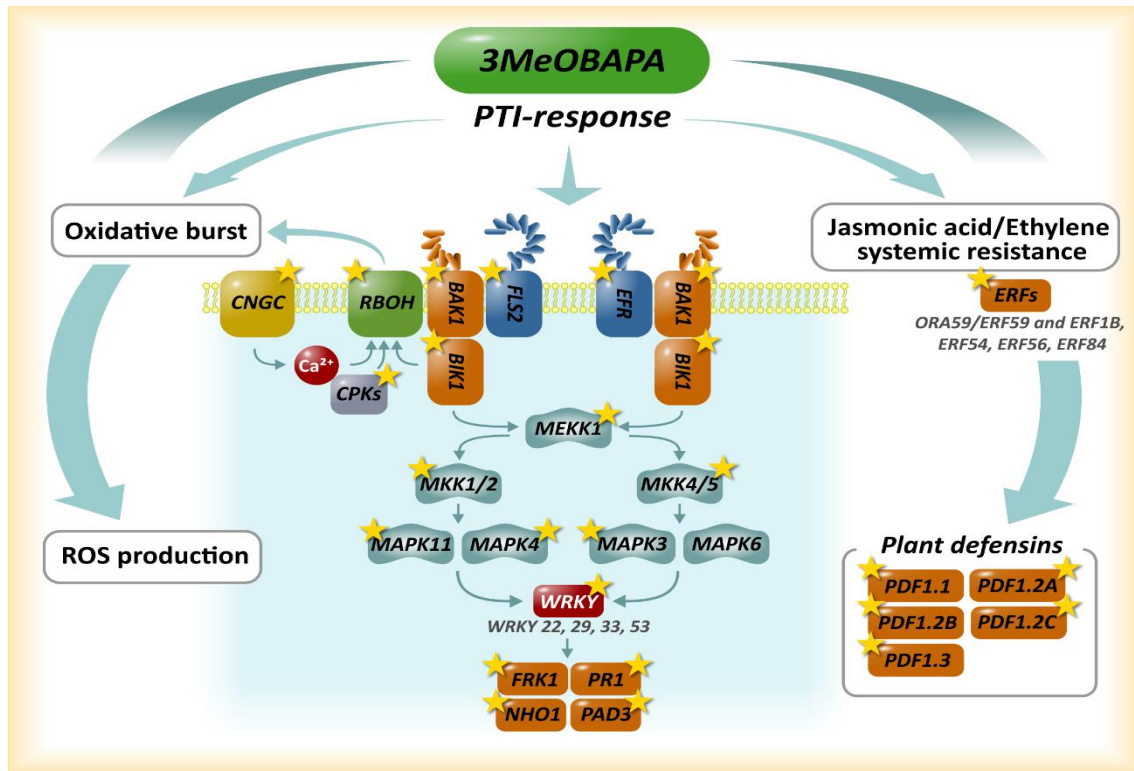 3MeOBAPA
PTI-response
Oxidative burst
Jasmonic acid/Ethylene
systemic resistance
ERFs
ORA59/ERF59 and ERF1B,
ERF54, ERF56, ERF84
CNGC
RBOH
BAK1
FLS2
EFR
BAK1
Ca²⁺
CPKs
BIK1
BIK1
MEKK1
MKK1/2
MKK4/5
MAPK11
MAPK4
MAPK3
MAPK6
ROS production
WRKY
WRKY 22, 29, 33, 53
FRK1
PR1
NHO1
PAD3
Plant defensins
PDF1.1
PDF1.2A
PDF1.2B
PDF1.2C
PDF1.3